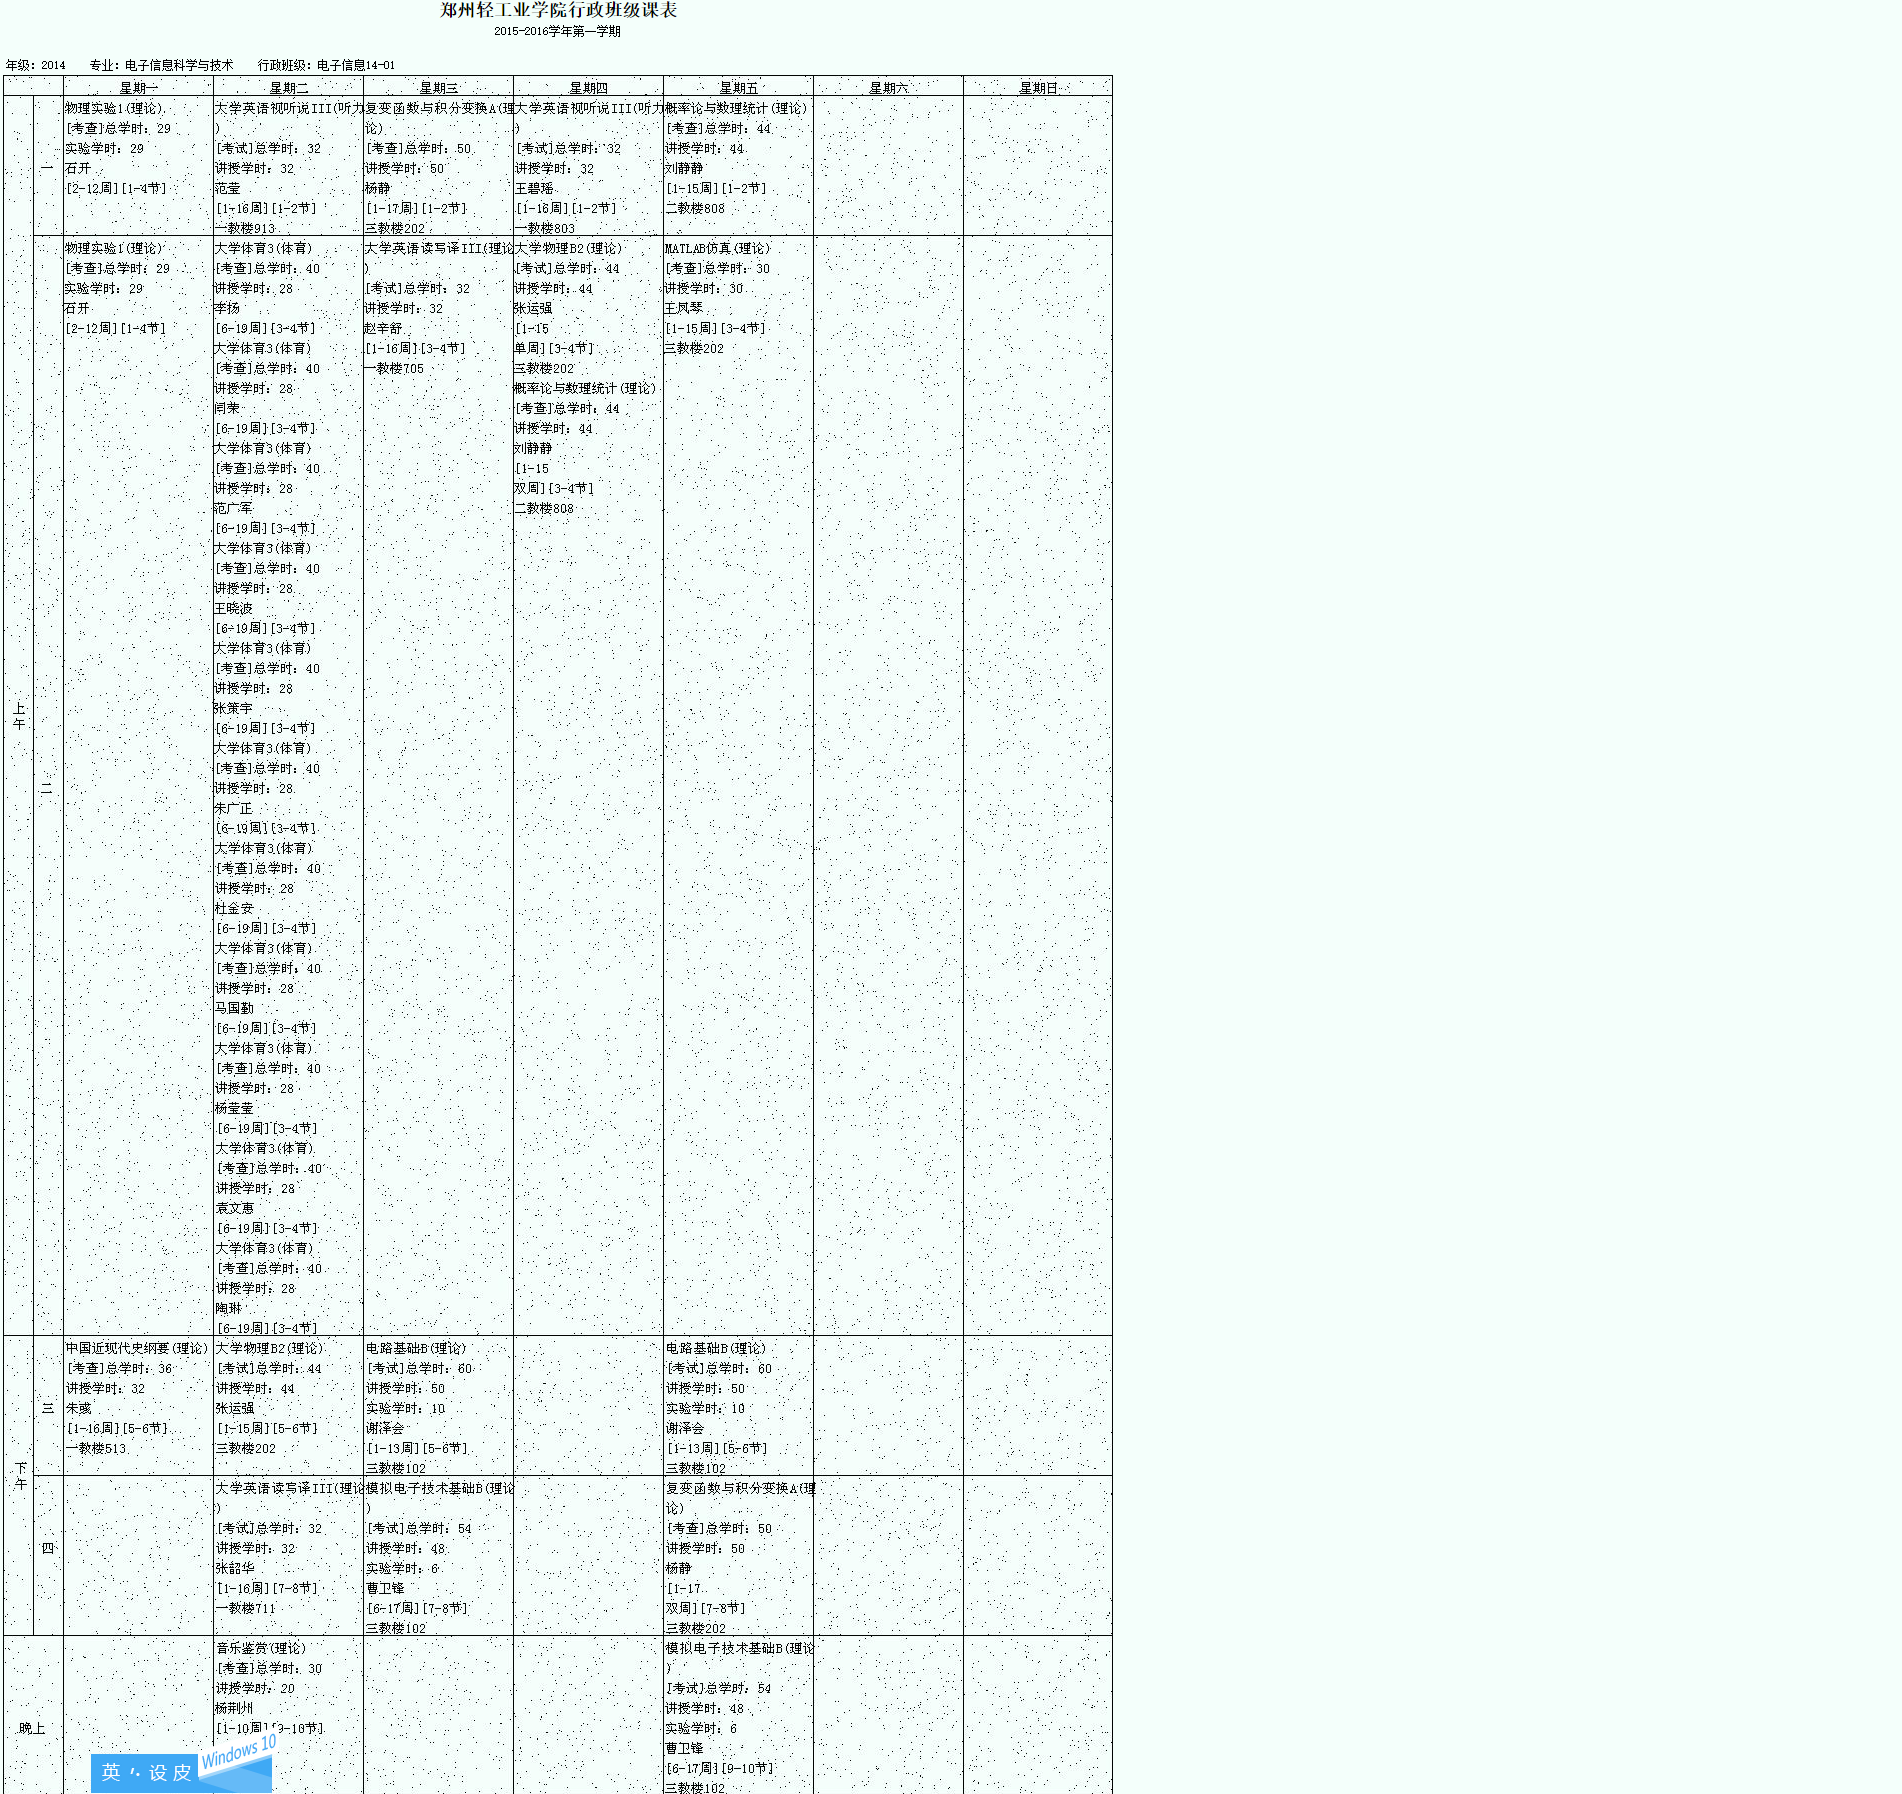 郑州轻工业学院行政班级课表
2015-2016学年第一学期
年级：2014 专业：电子信息科学与技术 行政班级：电子信息14-01
星期一 星期二 星期三 星期四 星期五 星期六 星期日
上午
一
物理实验1(理论)
[考查]总学时：29
实验学时：29
石开
[2-12周][1-4节]
大学英语视听说III(听力
)
[考试]总学时：32
讲授学时：32
范莹
[1-16周][1-2节]
一教楼913
复变函数与积分变换A(理
论)
[考查]总学时：50
讲授学时：50
杨静
[1-17周][1-2节]
三教楼202
大学英语视听说III(听力
)
[考试]总学时：32
讲授学时：32
王碧瑶
[1-16周][1-2节]
一教楼803
概率论与数理统计(理论)
[考查]总学时：44
讲授学时：44
刘静静
[1-15周][1-2节]
二教楼808
二
物理实验1(理论)
[考查]总学时：29
实验学时：29
石开
[2-12周][1-4节]
大学体育3(体育)
[考查]总学时：40
讲授学时：28
李扬
[6-19周][3-4节]
大学体育3(体育)
[考查]总学时：40
讲授学时：28
闫荣
[6-19周][3-4节]
大学体育3(体育)
[考查]总学时：40
讲授学时：28
范广军
[6-19周][3-4节]
大学体育3(体育)
[考查]总学时：40
讲授学时：28
王晓波
[6-19周][3-4节]
大学体育3(体育)
[考查]总学时：40
讲授学时：28
张策宇
[6-19周][3-4节]
大学体育3(体育)
[考查]总学时：40
讲授学时：28
朱广正
[6-19周][3-4节]
大学体育3(体育)
[考查]总学时：40
讲授学时：28
杜金安
[6-19周][3-4节]
大学体育3(体育)
[考查]总学时：40
讲授学时：28
马国勤
[6-19周][3-4节]
大学体育3(体育)
[考查]总学时：40
讲授学时：28
杨莹莹
[6-19周][3-4节]
大学体育3(体育)
[考查]总学时：40
讲授学时：28
袁文惠
[6-19周][3-4节]
大学体育3(体育)
[考查]总学时：40
讲授学时：28
陶琳
[6-19周][3-4节]
大学英语读写译III(理论
)
[考试]总学时：32
讲授学时：32
赵辛舒
[1-16周][3-4节]
一教楼705
大学物理B2(理论)
[考试]总学时：44
讲授学时：44
张运强
[1-15
单周][3-4节]
三教楼202
概率论与数理统计(理论)
[考查]总学时：44
讲授学时：44
刘静静
[1-15
双周][3-4节]
二教楼808
MATLAB仿真(理论)
[考查]总学时：30
讲授学时：30
王凤琴
[1-15周][3-4节]
三教楼202
下午
三
中国近现代史纲要(理论)
[考查]总学时：36
讲授学时：32
朱彧
[1-16周][5-6节]
一教楼513
大学物理B2(理论)
[考试]总学时：44
讲授学时：44
张运强
[1-15周][5-6节]
三教楼202
电路基础B(理论)
[考试]总学时：60
讲授学时：50
实验学时：10
谢泽会
[1-13周][5-6节]
三教楼102
电路基础B(理论)
[考试]总学时：60
讲授学时：50
实验学时：10
谢泽会
[1-13周][5-6节]
三教楼102
四
大学英语读写译III(理论
)
[考试]总学时：32
讲授学时：32
张韶华
[1-16周][7-8节]
一教楼711
模拟电子技术基础B(理论
)
[考试]总学时：54
讲授学时：48
实验学时：6
曹卫锋
[6-17周][7-8节]
三教楼102
复变函数与积分变换A(理
论)
[考查]总学时：50
讲授学时：50
杨静
[1-17
双周][7-8节]
三教楼202
晚上
音乐鉴赏(理论)
[考查]总学时：30
讲授学时：20
杨荆州
[1-10周][9-10节]
模拟电子技术基础B(理论
)
[考试]总学时：54
讲授学时：48
实验学时：6
曹卫锋
[6-17周][9-10节]
三教楼102
英 设 皮
Windows 10